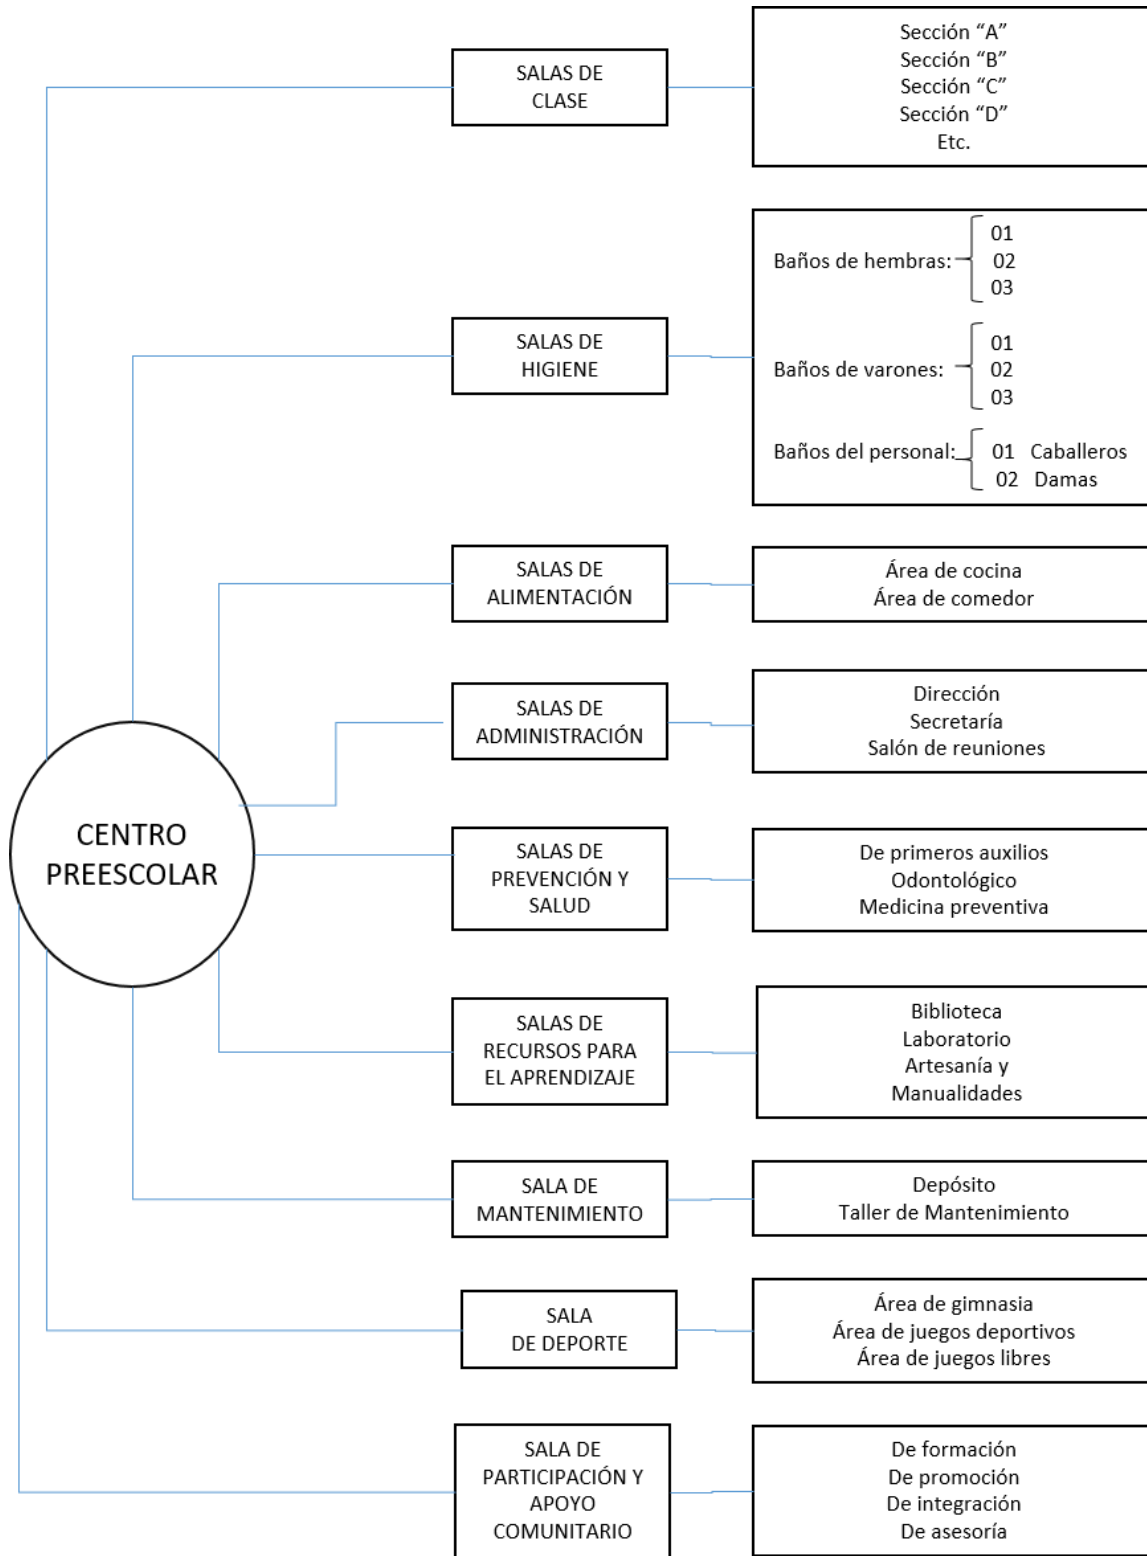 SALAS DE
CLASE
Sección “A”
Sección “B”
Sección “C”
Sección “D”
Etc.
SALAS DE
HIGIENE
Baños de hembras:
01
02
03
Baños de varones:
01
02
03
Baños del personal:
01 Caballeros
02 Damas
SALAS DE
ALIMENTACIÓN
Área de cocina
Área de comedor
SALAS DE
ADMINISTRACIÓN
Dirección
Secretaría
Salón de reuniones
CENTRO
PREESCOLAR
SALAS DE
PREVENCIÓN Y
SALUD
De primeros auxilios
Odontológico
Medicina preventiva
SALAS DE
RECURSOS PARA
EL APRENDIZAJE
Biblioteca
Laboratorio
Artesanía y
Manualidades
SALA DE
MANTENIMIENTO
Depósito
Taller de Mantenimiento
SALA
DE DEPORTE
Área de gimnasia
Área de juegos deportivos
Área de juegos libres
SALA DE
PARTICIPACIÓN Y
APOYO
COMUNITARIO
De formación
De promoción
De integración
De asesoría